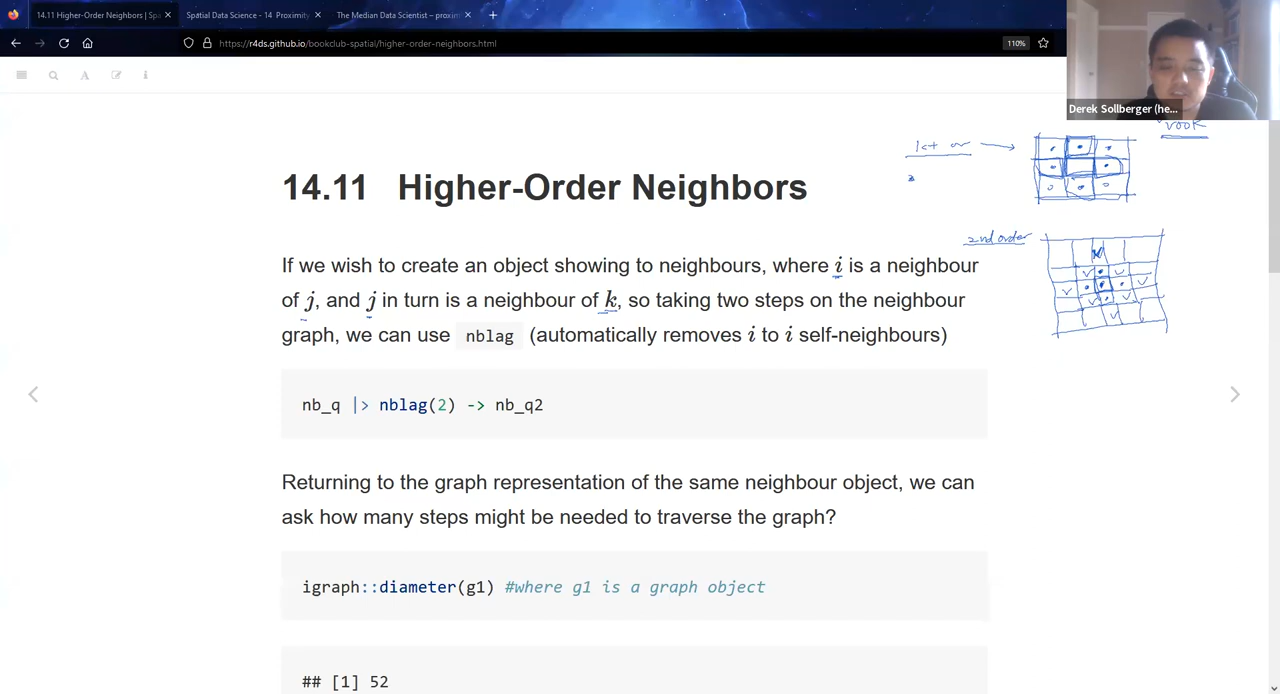 14.11 Higher-Order Neighbors | Spa
Spatial Data Science - 14 Proximity
The Median Data Scientist – proxim
https://r4ds.github.io/bookclub-spatial/higher-order-neighbors.html
110%
Derek Sollberger (he...
rook
1st or
14.11 Higher-Order Neighbors
2nd order
If we wish to create an object showing to neighbours, where i is a neighbour
of j, and j in turn is a neighbour of k, so taking two steps on the neighbour
graph, we can use nblag (automatically removes i to i self-neighbours)
nb_q |> nblag(2) -> nb_q2
Returning to the graph representation of the same neighbour object, we can
ask how many steps might be needed to traverse the graph?
igraph::diameter(g1) #where g1 is a graph object
## [1] 52